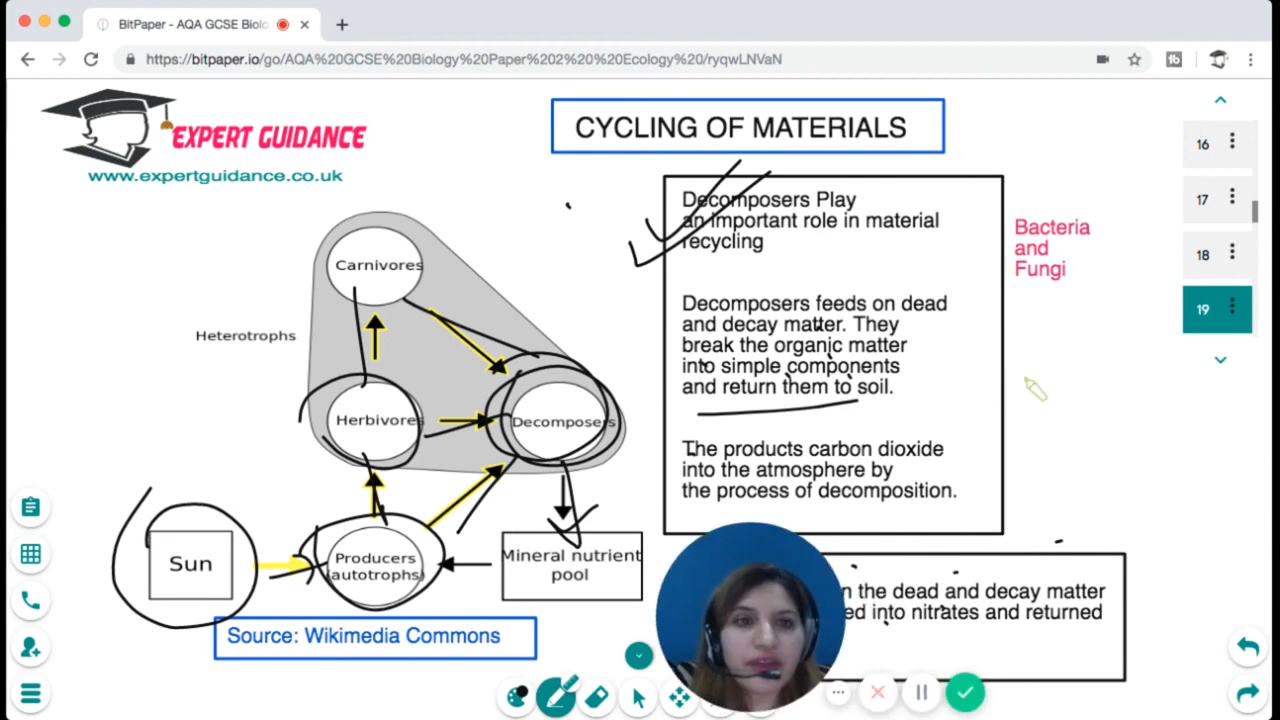 BitPaper - AQA GCSE Biolo
https://bitpaper.io/go/AQA%20GCSE%20Biology%20Paper%202%20%20Ecology%20/ryqwLNVaN
EXPERT GUIDANCE
www.expertguidance.co.uk
CYCLING OF MATERIALS
Decomposers Play
an important role in material
recycling
Decomposers feeds on dead
and decay matter. They
break the organic matter
into simple components
and return them to soil.
The products carbon dioxide
into the atmosphere by
the process of decomposition.
Bacteria
and
Fungi
16
17
18
19
Carnivores
Heterotrophs
Herbivores
Decomposers
Sun
Producers
(autotrophs)
Mineral nutrient
pool
Source: Wikimedia Commons
n the dead and decay matter
ed into nitrates and returned